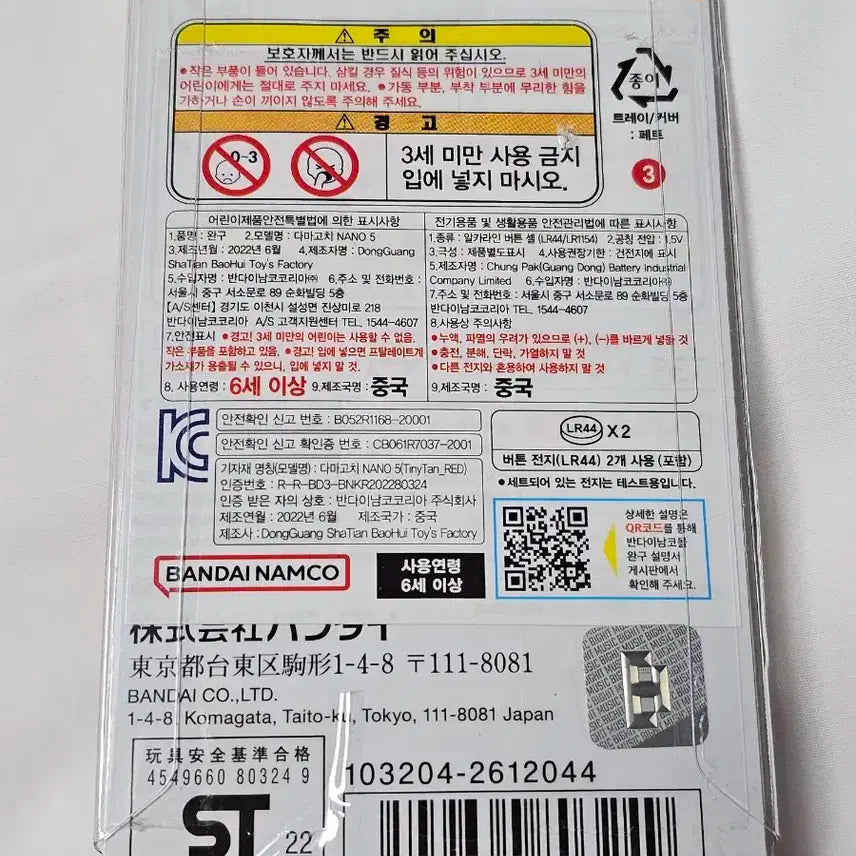 주 의
보호자께서는 반드시 읽어 주십시오.
●작은 부품이 들어 있습니다. 삼킬 경우 질식 등의 위험이 있으므로 3세 미만의
어린이에게는 절대로 주지 마세요. ●가동 부분, 부착 부분에 무리한 힘을
가하거나 손이 끼이지 않도록 주의해 주세요.
경 고
0~3
3세 미만 사용 금지
입에 넣지 마시오.
종이
트레이/커버
: 페트
3
어린이제품안전특별법에 의한 표시사항
1.품명 : 완구 2.모델명 : 다마고치 NANO 5
3.제조년월 : 2022년 6월 4.제조자명 : DongGuang
ShaTian BaoHui Toy's Factory
5.수입자명 : 반다이남코코리아㈜ 6.주소 및 전화번호 :
서울시 중구 서소문로 89 순화빌딩 5층
[A/S센터] 경기도 이천시 설성면 진상미로 218
반다이남코코리아 A/S 고객지원센터 TEL. 1544-4607
7.안전표시 ●경고! 3세 미만의 어린이는 사용할 수 없음.
작은 부품을 포함하고 있음. ●경고! 입에 넣으면 프탈레이트계
가소제가 용출될 수 있으니, 입에 넣지 말 것.
8. 사용연령 : 6세 이상 9.제조국명 : 중국
전기용품 및 생활용품 안전관리법에 따른 표시사항
1.종류 : 알카라인 버튼 셀 (LR44/LR1154) 2.공칭 전압 : 1.5V
3.극성 : 제품별도표시 4.사용권장기한 : 건전지에 표시
5.제조자명 : Chung Pak(Guang Dong) Battery Industrial
Company Limited 6.수입자명 : 반다이남코코리아㈜
7.주소 및 전화번호 : 서울시 중구 서소문로 89 순화빌딩 5층
반다이남코코리아 TEL. 1544-4607
8.사용상 주의사항
●누액, 파열의 우려가 있으므로 (+), (-)를 바르게 넣을 것
●충전, 분해, 단락, 가열하지 말 것
●다른 전지와 혼용하여 사용하지 말 것
9.제조국명 : 중국
KC
안전확인 신고 번호 : B052R1168-20001
안전확인 신고 확인증 번호 : CB061R7037-2001
기자재 명칭(모델명) : 다마고치 NANO 5(TinyTan_RED)
인증번호 : R-R-BD3-BNKR202280324
인증 받은 자의 상호 : 반다이남코코리아 주식회사
제조연월 : 2022년 6월 제조국가 : 중국
제조사 : DongGuang ShaTian BaoHui Toy's Factory
LR44 X 2
버튼 전지(LR44) 2개 사용 (포함)
●세트되어 있는 전지는 테스트용입니다.
상세한 설명은
QR코드를 통해
반다이남코몰
완구 설명서
게시판에서
확인해 주세요.
BANDAI NAMCO
사용연령
6세 이상
株式会社バンダイ
東京都台東区駒形1-4-8 〒111-8081
BANDAI CO.,LTD.
1-4-8, Komagata, Taito-ku, Tokyo, 111-8081 Japan
BIGHIT MUSIC
玩具安全基準合格
4549660 80324 9
ST
22
103204-2612044